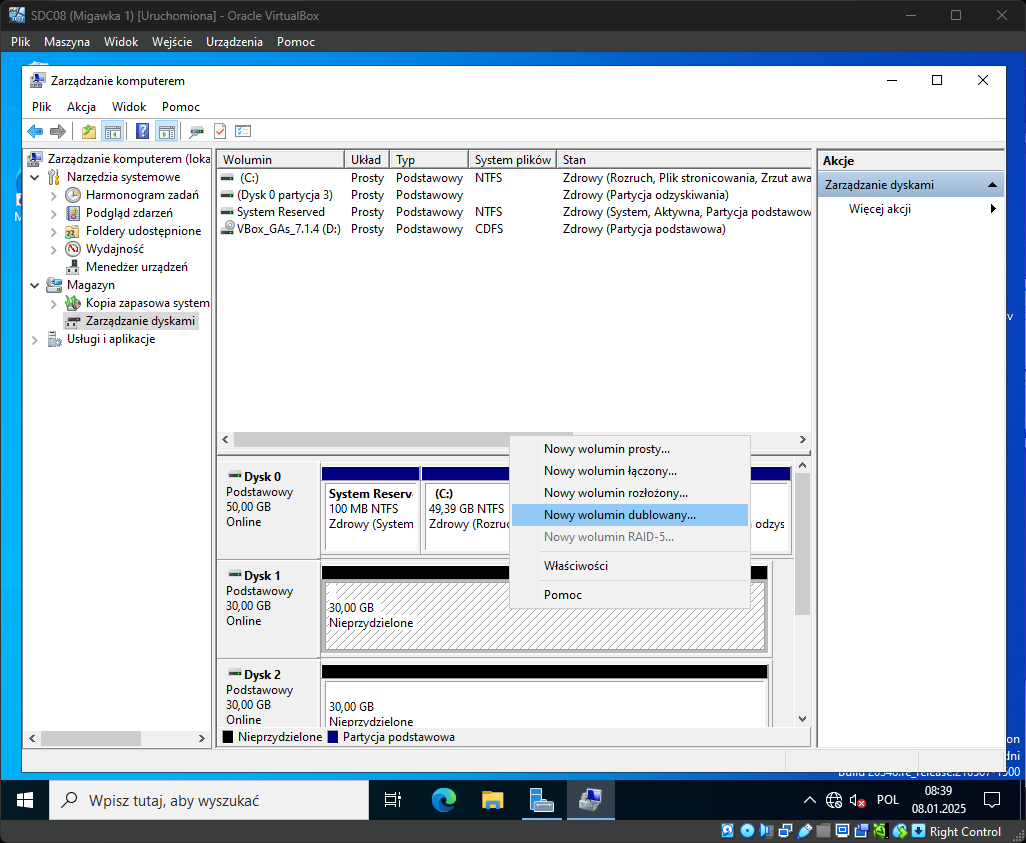 SDC08 (Migawka 1) [Uruchomiona] - Oracle VirtualBox
Plik Maszyna Widok Wejście Urządzenia Pomoc
Zarządzanie komputerem
Plik Akcja Widok Pomoc
Zarządzanie komputerem (loka
Narzędzia systemowe
Harmonogram zadań
Podgląd zdarzeń
Foldery udostępnione
Wydajność
Menedżer urządzeń
Magazyn
Kopia zapasowa system
Zarządzanie dyskami
Usługi i aplikacje
Wolumin Układ Typ System plików Stan
(C:) Prosty Podstawowy NTFS Zdrowy (Rozruch, Plik stronicowania, Zrzut awa
(Dysk 0 partycja 3) Prosty Podstawowy Zdrowy (Partycja odzyskiwania)
System Reserved Prosty Podstawowy NTFS Zdrowy (System, Aktywna, Partycja podstawow
VBox_GAs_7.1.4 (D:) Prosty Podstawowy CDFS Zdrowy (Partycja podstawowa)
Akcje
Zarządzanie dyskami
Więcej akcji
Nowy wolumin prosty...
Nowy wolumin łączony...
Nowy wolumin rozłożony...
Nowy wolumin dublowany...
Nowy wolumin RAID-5...
Właściwości
Pomoc
Dysk 0
Podstawowy
50,00 GB
Online
System Reserv
100 MB NTFS
Zdrowy (System
(C:)
49,39 GB NTFS
Zdrowy (Rozruc
odzys
Dysk 1
Podstawowy
30,00 GB
Online
30,00 GB
Nieprzydzielone
Dysk 2
Podstawowy
30,00 GB
Online
30,00 GB
Nieprzydzielone
Nieprzydzielone Partycja podstawowa
Wpisz tutaj, aby wyszukać
POL
08:39
08.01.2025
Right Control